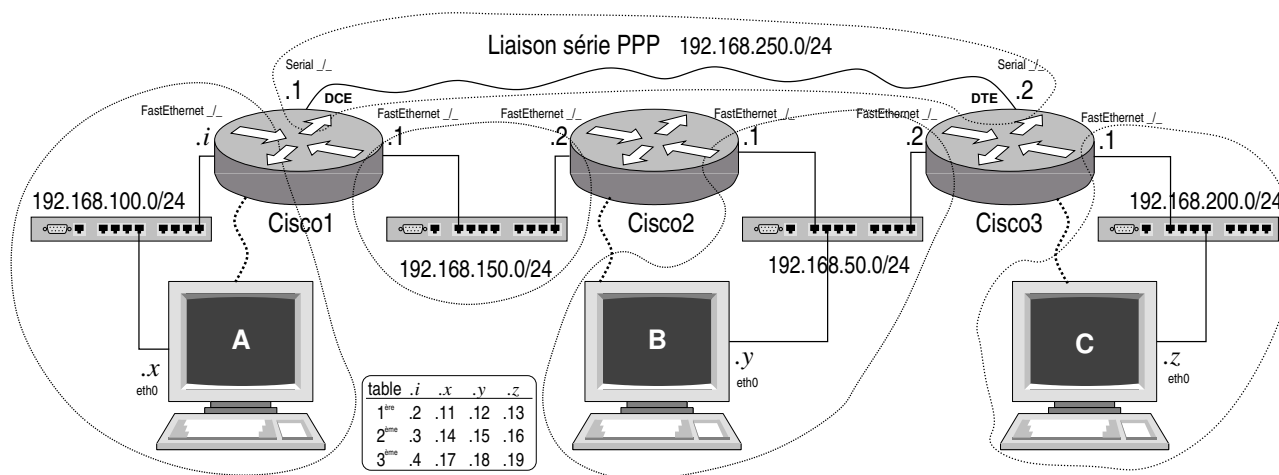 Liaison série PPP 192.168.250.0/24
Serial _/_
.1
DCE
Serial _/_
.2
DTE
FastEthernet _/_
.i
FastEthernet _/_
.1
FastEthernet _/_
.2
FastEthernet _/_
.1
FastEthernet _/_
.2
FastEthernet _/_
.1
192.168.100.0/24
Cisco1
192.168.150.0/24
Cisco2
192.168.50.0/24
Cisco3
192.168.200.0/24
A
.x
eth0
B
.y
eth0
C
.z
eth0
table .i .x .y .z
1ère .2 .11 .12 .13
2ème .3 .14 .15 .16
3ème .4 .17 .18 .19